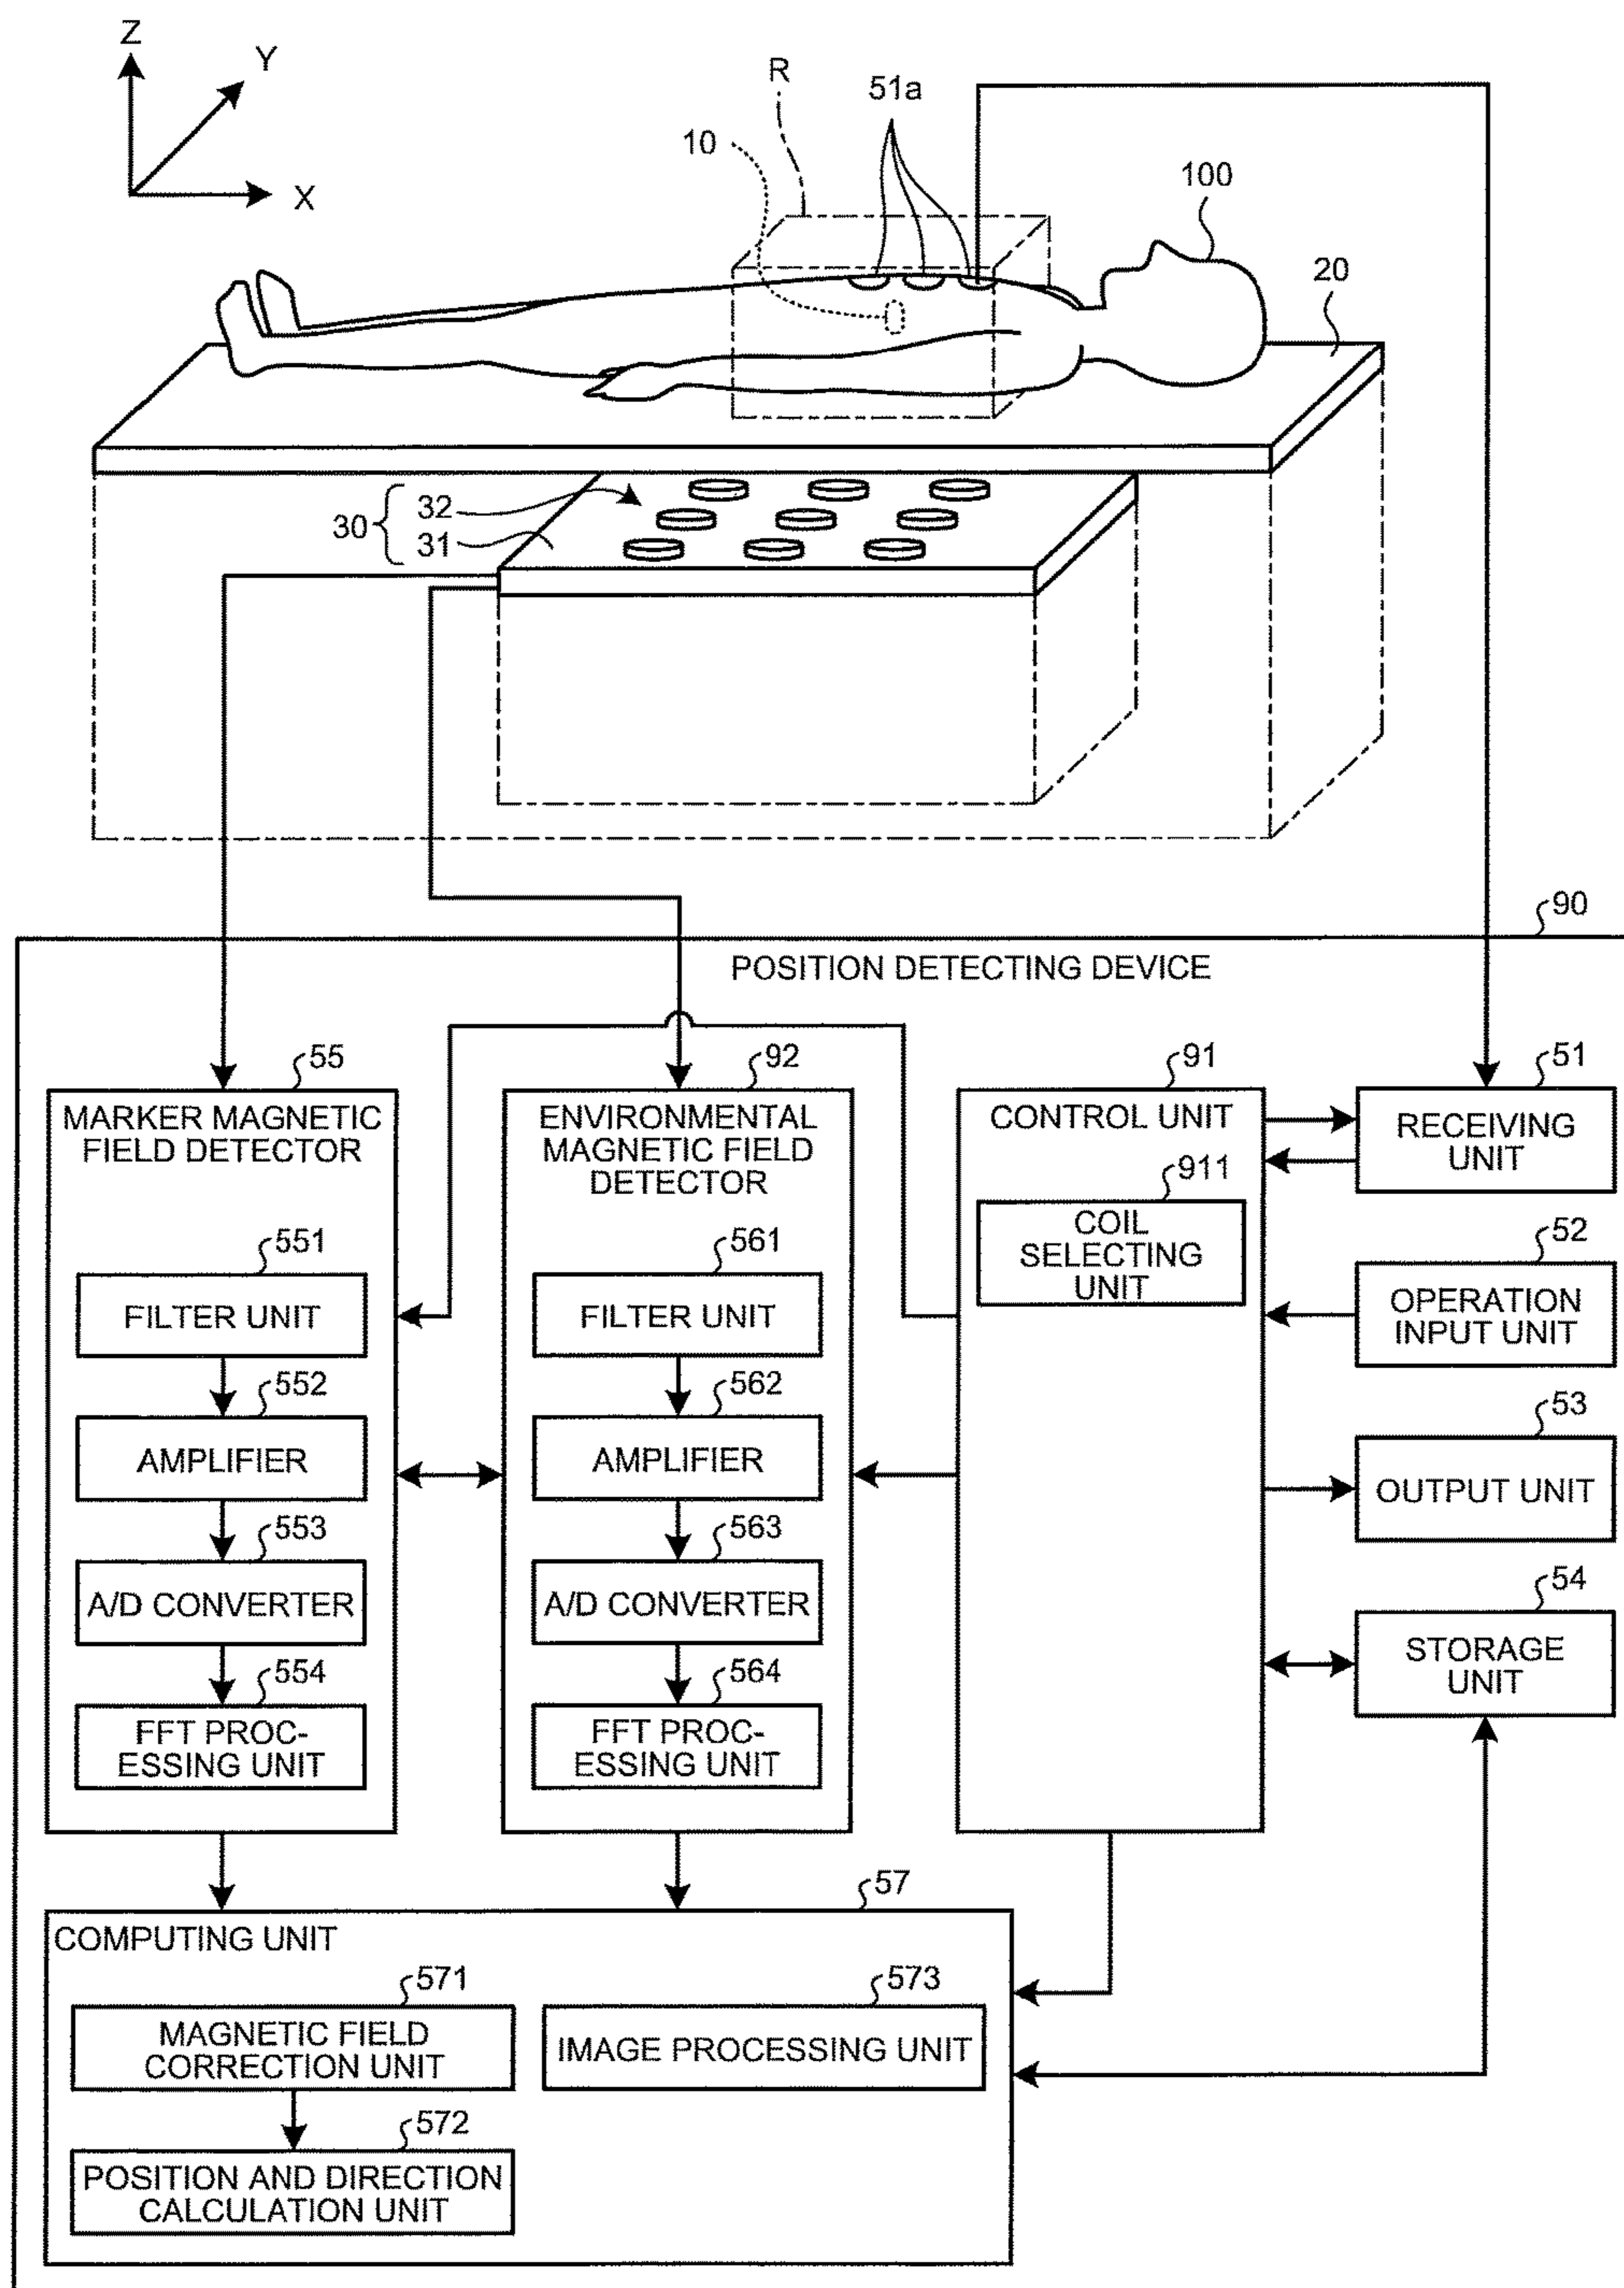 Z
Y
X
R
51a
10
100
20
30
32
31
90
POSITION DETECTING DEVICE
55
MARKER MAGNETIC
FIELD DETECTOR
551
FILTER UNIT
552
AMPLIFIER
553
A/D CONVERTER
554
FFT PROC-
ESSING UNIT
92
ENVIRONMENTAL
MAGNETIC FIELD
DETECTOR
561
FILTER UNIT
562
AMPLIFIER
563
A/D CONVERTER
564
FFT PROC-
ESSING UNIT
91
CONTROL UNIT
911
COIL
SELECTING
UNIT
51
RECEIVING
UNIT
52
OPERATION
INPUT UNIT
53
OUTPUT UNIT
54
STORAGE
UNIT
57
COMPUTING UNIT
571
MAGNETIC FIELD
CORRECTION UNIT
572
POSITION AND DIRECTION
CALCULATION UNIT
573
IMAGE PROCESSING UNIT